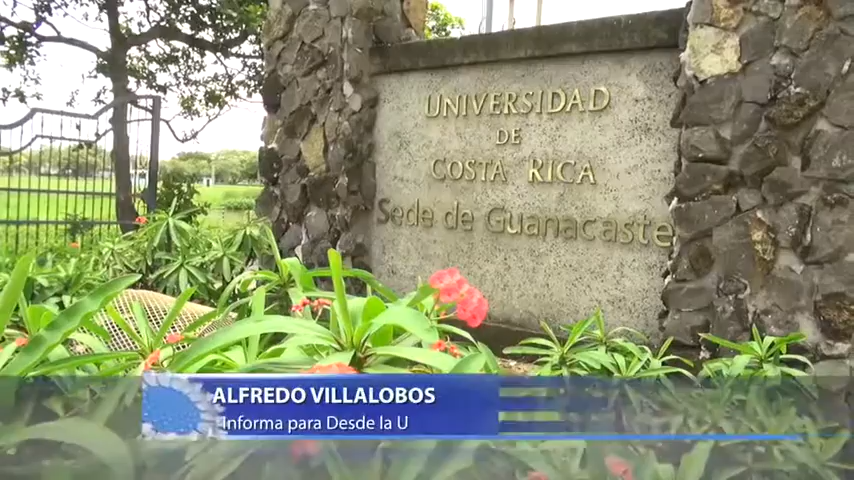 UNIVERSIDAD
DE
COSTA RICA
Sede de Guanacaste
ALFREDO VILLALOBOS
Informa para Desde la U